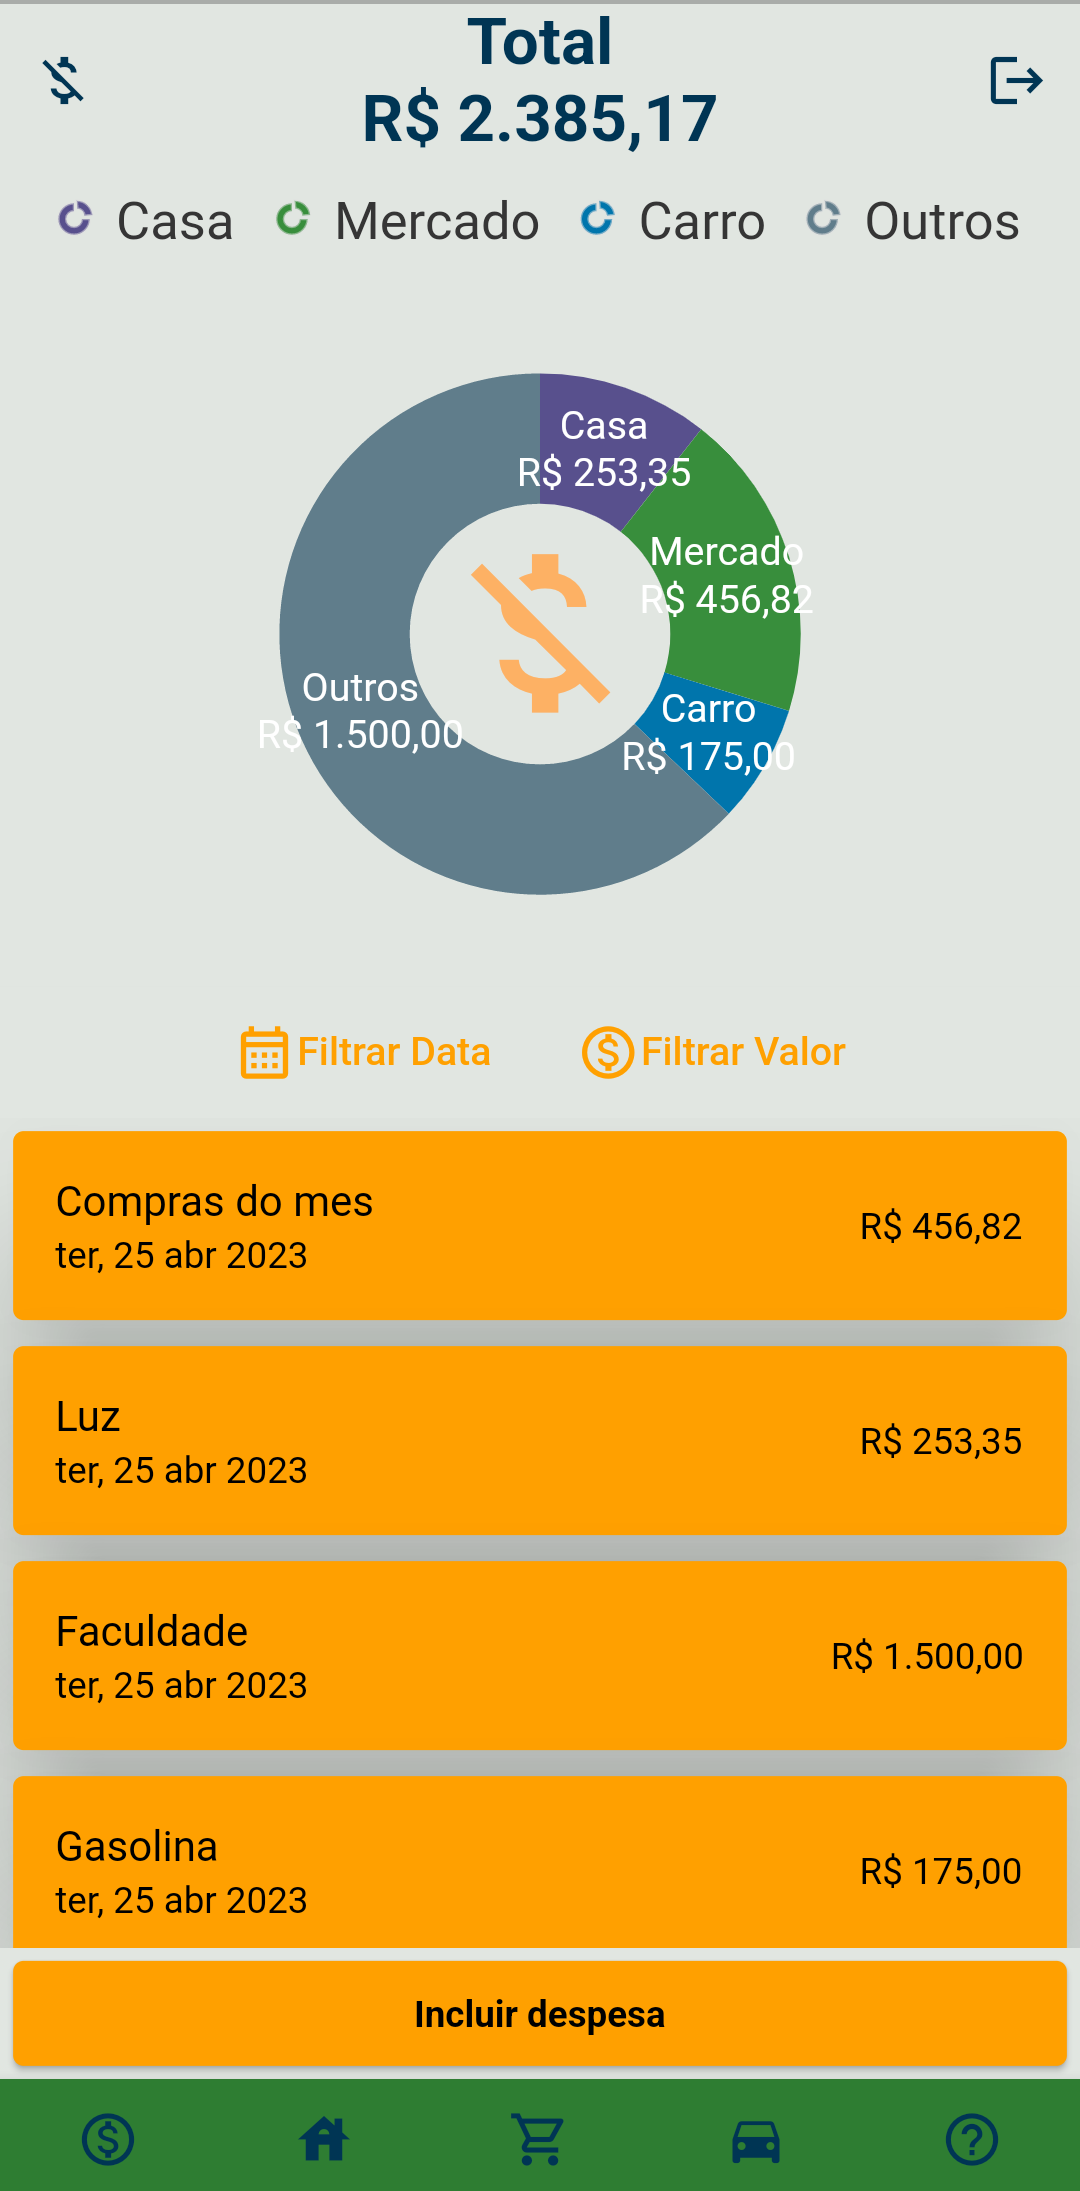 Total
R$ 2.385,17
Casa Mercado Carro Outros
Casa
R$ 253,35
Mercado
R$ 456,82
Outros
R$ 1.500,00
Carro
R$ 175,00
Filtrar Data Filtrar Valor
Compras do mes
ter, 25 abr 2023
R$ 456,82
Luz
ter, 25 abr 2023
R$ 253,35
Faculdade
ter, 25 abr 2023
R$ 1.500,00
Gasolina
ter, 25 abr 2023
R$ 175,00
Incluir despesa